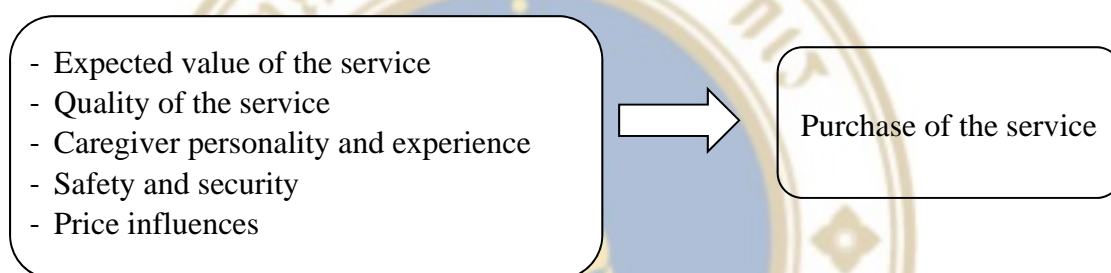 - Expected value of the service
- Quality of the service
- Caregiver personality and experience
- Safety and security
- Price influences
Purchase of the service